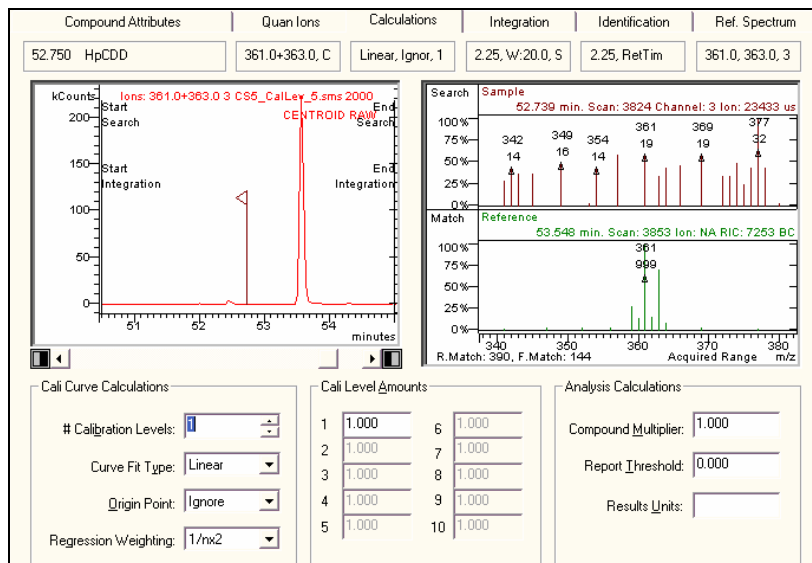 Compound Attributes Quan Ions Calculations Integration Identification Ref. Spectrum
52.750 HpCDD 361.0+363.0, C Linear, Ignor, 1 2.25, W:20.0, S 2.25, RetTim 361.0, 363.0, 3
kCounts Ions: 361.0+363.0 3 CS5_CalLev_5.sms 2000
CENTROID RAW
Start
Search
End
Search
Start
Integration
End
Integration
200
150
100
50
0
51 52 53 54
minutes
Search Sample
52.739 min. Scan: 3824 Channel: 3 Ion: 23433 us
100%
75%
50%
25%
0%
342
14
349
16
354
14
361
19
369
19
377
32
Match Reference
53.548 min. Scan: 3853 Ion: NA RIC: 7253 BC
100%
75%
50%
25%
0%
361
999
340 350 360 370 380
R.Match: 390, F.Match: 144 Acquired Range m/z
Cali Curve Calculations
# Calibration Levels: 1
Curve Fit Type: Linear
Origin Point: Ignore
Regression Weighting: 1/nx2
Cali Level Amounts
1 1.000 6 1.000
2 1.000 7 1.000
3 1.000 8 1.000
4 1.000 9 1.000
5 1.000 10 1.000
Analysis Calculations
Compound Multiplier: 1.000
Report Threshold: 0.000
Results Units: